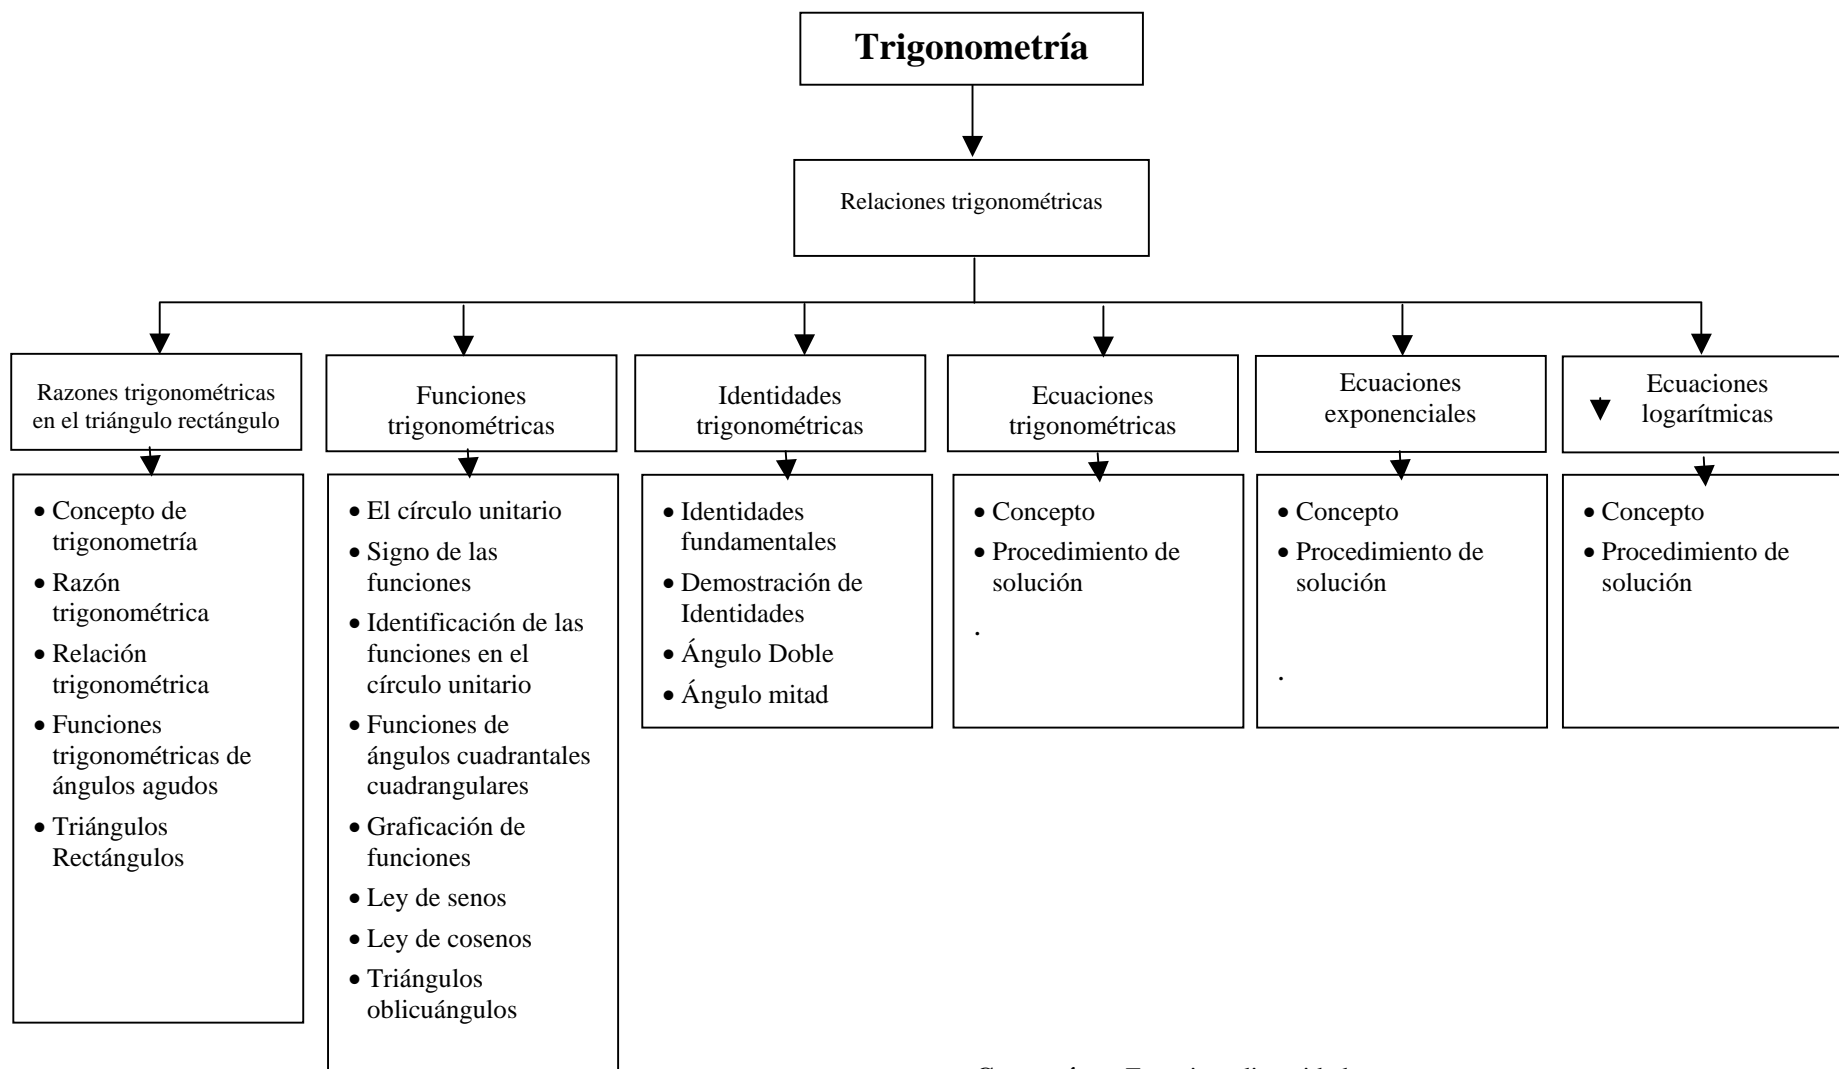 Trigonometría
Relaciones trigonométricas
Razones trigonométricas
en el triángulo rectángulo
Funciones
trigonométricas
Identidades
trigonométricas
Ecuaciones
trigonométricas
Ecuaciones
exponenciales
Ecuaciones
logarítmicas
• Concepto de
trigonometría
• Razón
trigonométrica
• Relación
trigonométrica
• Funciones
trigonométricas de
ángulos agudos
• Triángulos
Rectángulos
• El círculo unitario
• Signo de las
funciones
• Identificación de las
funciones en el
círculo unitario
• Funciones de
ángulos cuadrantales
cuadrangulares
• Graficación de
funciones
• Ley de senos
• Ley de cosenos
• Triángulos
oblicuángulos
• Identidades
fundamentales
• Demostración de
Identidades
• Ángulo Doble
• Ángulo mitad
• Concepto
• Procedimiento de
solución
.
• Concepto
• Procedimiento de
solución
.
• Concepto
• Procedimiento de
solución